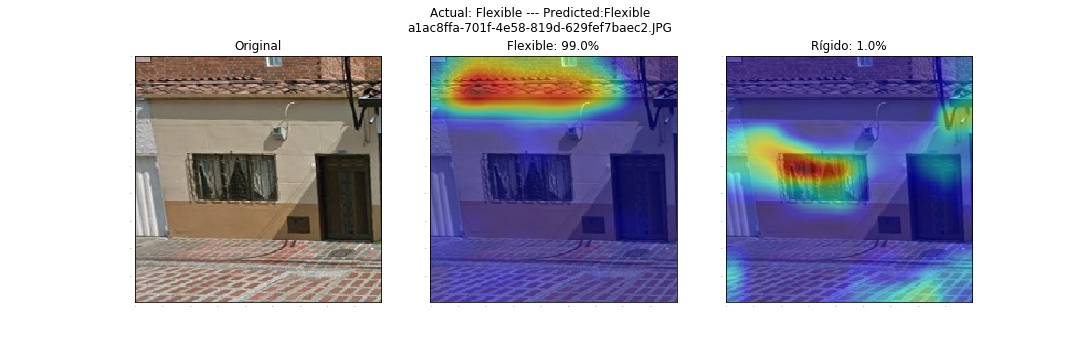 Actual: Flexible --- Predicted:Flexible
a1ac8ffa-701f-4e58-819d-629fef7baec2.JPG
Original
Flexible: 99.0%
Rígido: 1.0%